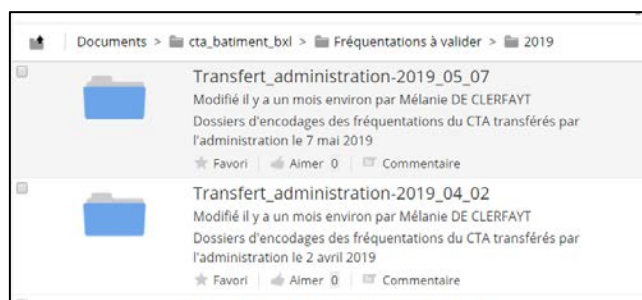 Documents > cta_batiment_bxl > Fréquentations à valider > 2019
Transfert_administration-2019_05_07
Modifié il y a un mois environ par Mélanie DE CLERFAYT
Dossiers d'encodages des fréquentations du CTA transférés par
l'administration le 7 mai 2019
Favori Aimer 0 Commentaire
Transfert_administration-2019_04_02
Modifié il y a un mois environ par Mélanie DE CLERFAYT
Dossiers d'encodages des fréquentations du CTA transférés par
l'administration le 2 avril 2019
Favori Aimer 0 Commentaire